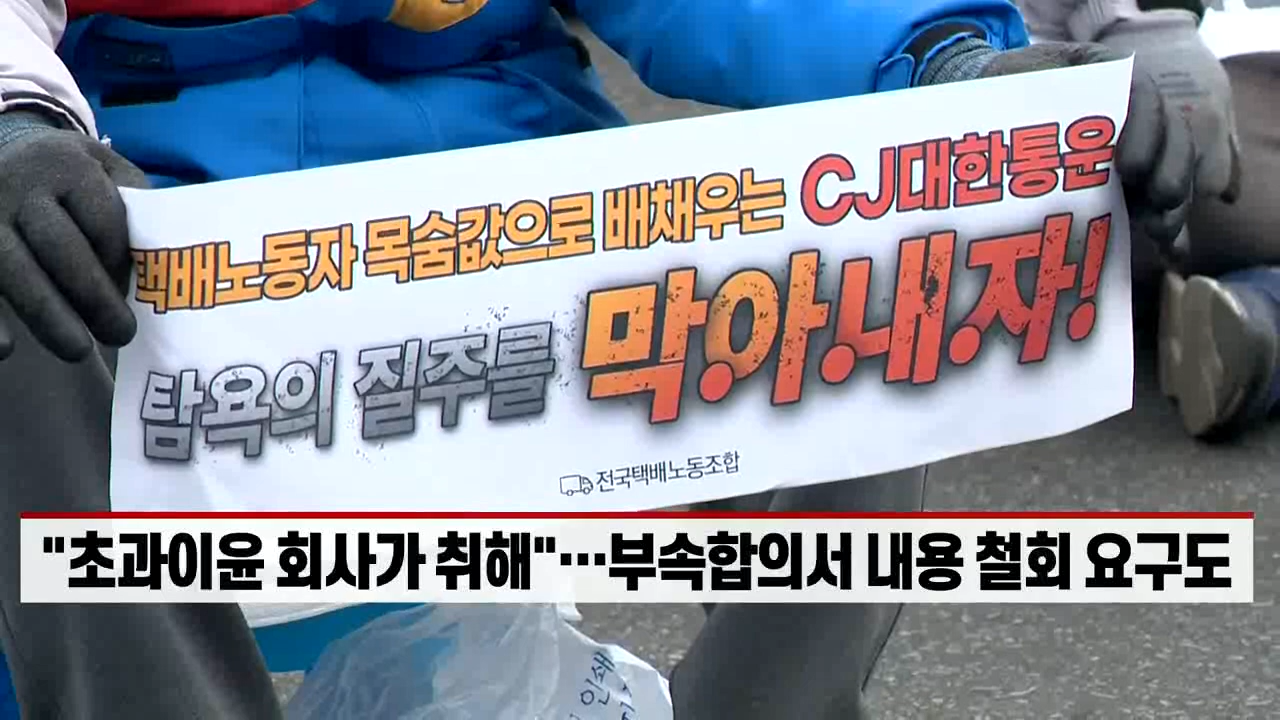 택배노동자 목숨값으로 배채우는 CJ대한통운
탐욕의 질주를 막아내자!
전국택배노동조합
"초과이윤 회사가 취해"…부속합의서 내용 철회 요구도
인쇄